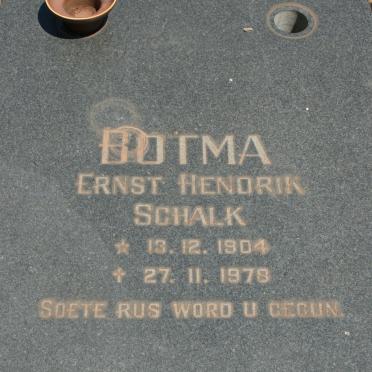 BOTMA
ERNST HENDRIK
SCHALK
★ 13. 12. 1904
✝ 27. 11. 1978
SOETE RUS WORD U GEGUN.